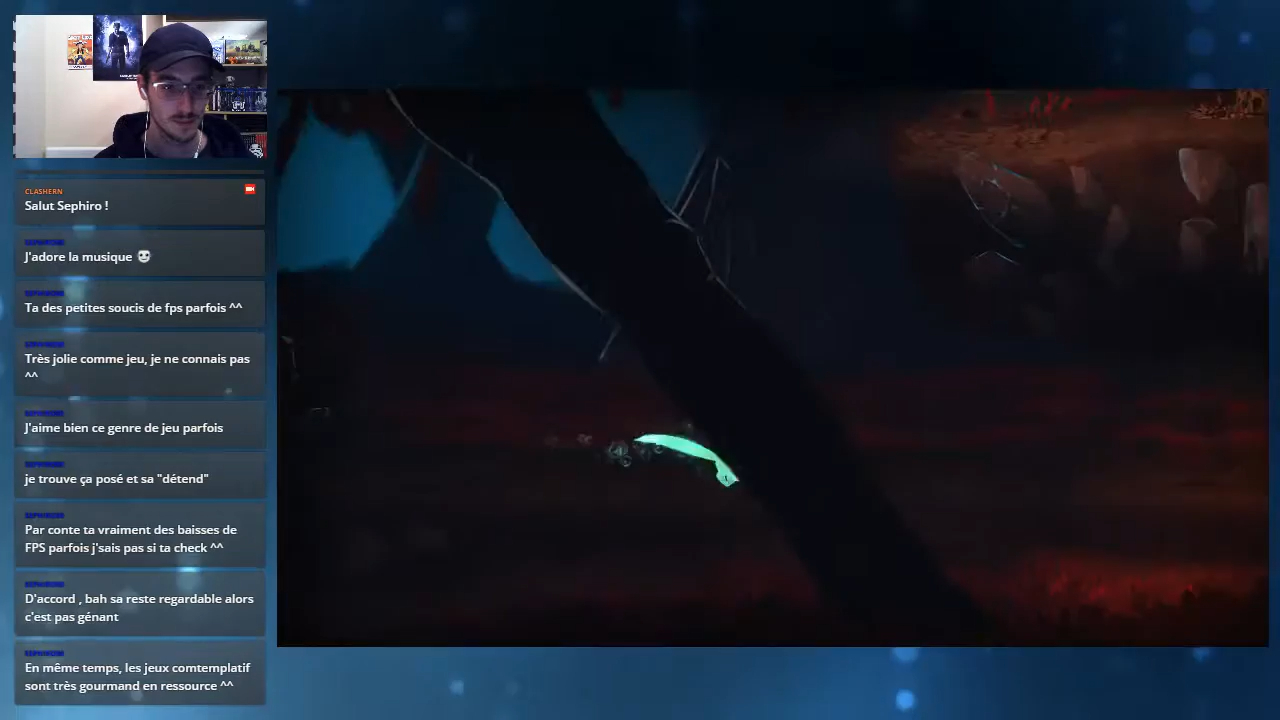 CLASHERN
Salut Sephiro !
J'adore la musique
Ta des petites soucis de fps parfois ^^
Très jolie comme jeu, je ne connais pas
^^
J'aime bien ce genre de jeu parfois
je trouve ça posé et sa "détend"
Par conte ta vraiment des baisses de
FPS parfois j'sais pas si ta check ^^
D'accord , bah sa reste regardable alors
c'est pas génant
En même temps, les jeux comtemplatif
sont très gourmand en ressource ^^